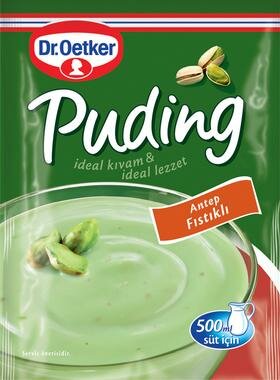 Dr.Oetker
Puding
ideal kıvam &
ideal lezzet
Antep
Fıstıklı
500ml
süt için
Servis önerisidir.